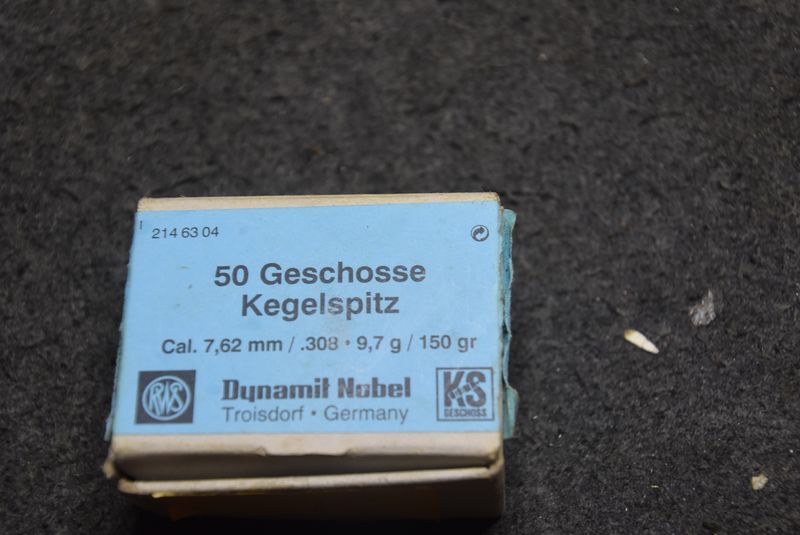 214 63 04
50 Geschosse
Kegelspitz
Cal. 7,62 mm / .308 • 9,7 g / 150 gr
RWS
Dynamit Nobel
Troisdorf • Germany
KS
GESCHOSS